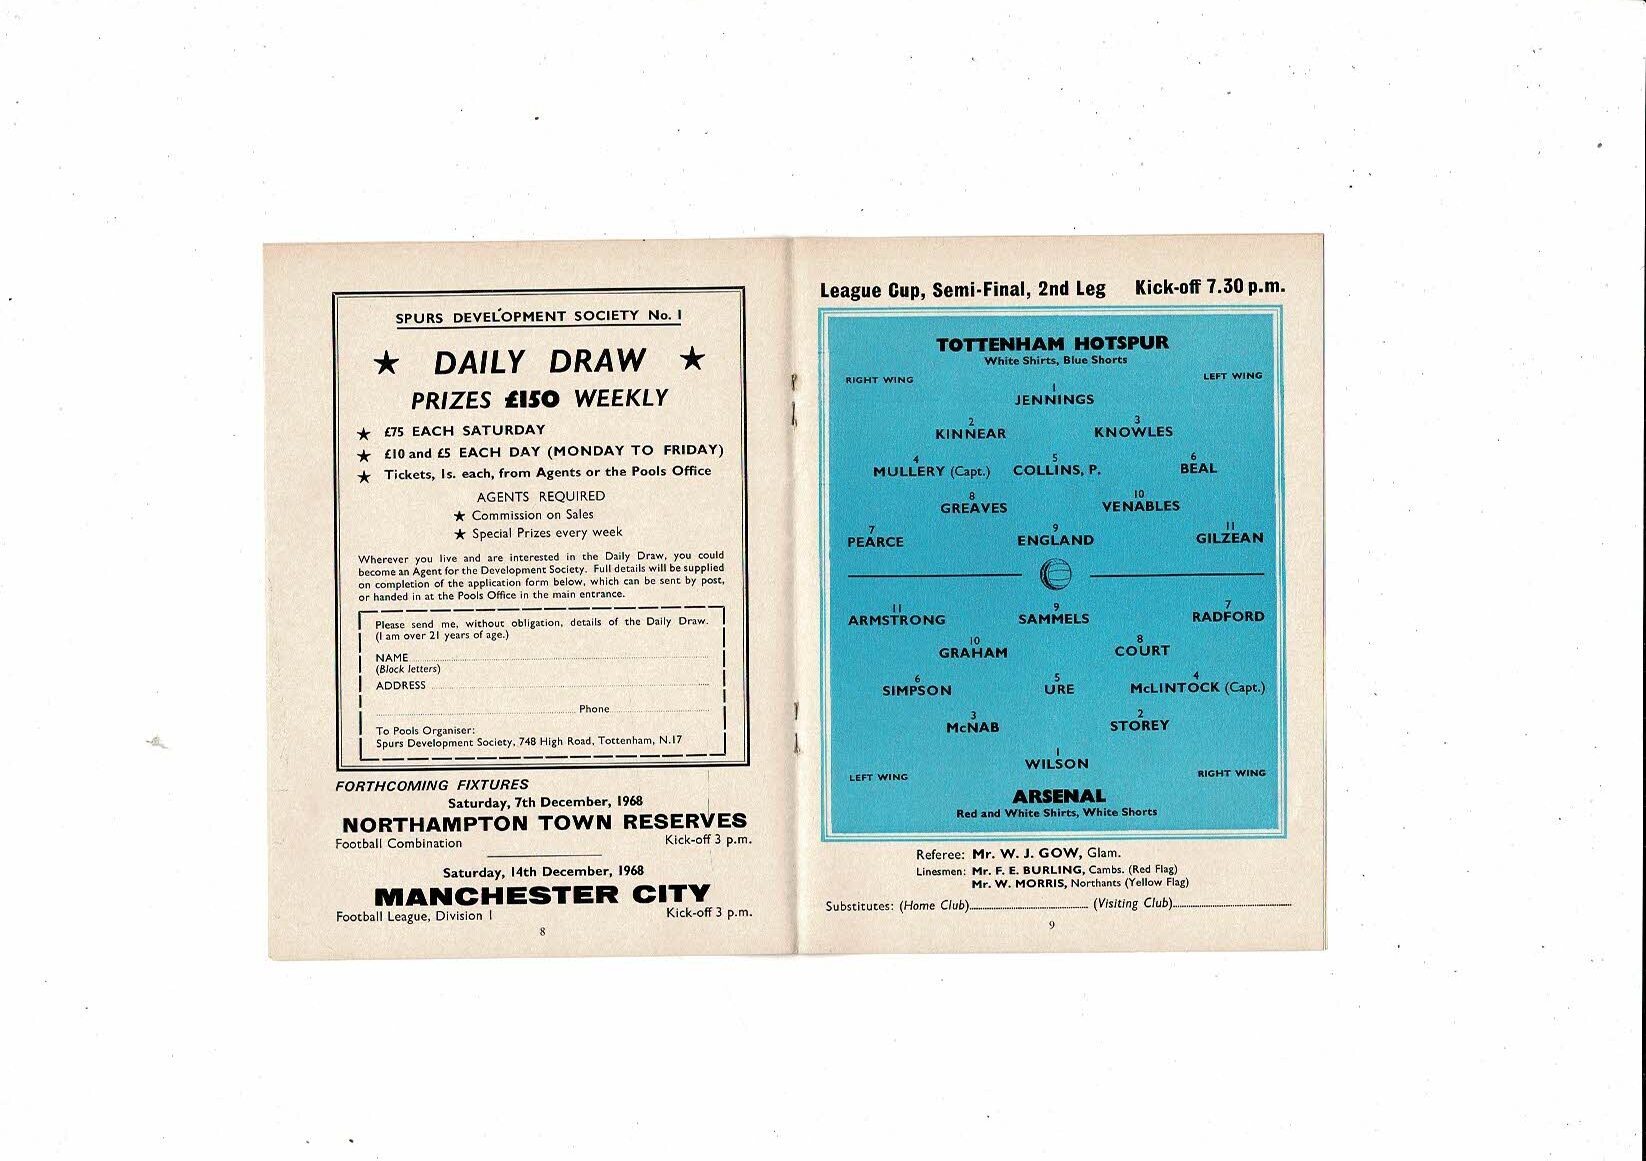 SPURS DEVELOPMENT SOCIETY No. 1
★ DAILY DRAW ★
PRIZES £150 WEEKLY
★ £75 EACH SATURDAY
★ £10 and £5 EACH DAY (MONDAY TO FRIDAY)
★ Tickets, 1s. each, from Agents or the Pools Office
AGENTS REQUIRED
★ Commission on Sales
★ Special Prizes every week
Wherever you live and are interested in the Daily Draw, you could
become an Agent for the Development Society. Full details will be supplied
on completion of the application form below, which can be sent by post,
or handed in at the Pools Office in the main entrance.
Please send me, without obligation, details of the Daily Draw.
(I am over 21 years of age.)
NAME
(Block letters)
ADDRESS
Phone
To Pools Organiser:
Spurs Development Society, 748 High Road, Tottenham, N.17
FORTHCOMING FIXTURES
Saturday, 7th December, 1968
NORTHAMPTON TOWN RESERVES
Football Combination Kick-off 3 p.m.
Saturday, 14th December, 1968
MANCHESTER CITY
Football League, Division 1 Kick-off 3 p.m.
8
League Cup, Semi-Final, 2nd Leg Kick-off 7.30 p.m.
TOTTENHAM HOTSPUR
White Shirts, Blue Shorts
RIGHT WING LEFT WING
1
JENNINGS
2 3
KINNEAR KNOWLES
4 5 6
MULLERY (Capt.) COLLINS, P. BEAL
8 10
GREAVES VENABLES
7 9 11
PEARCE ENGLAND GILZEAN
11 9 7
ARMSTRONG SAMMELS RADFORD
10 8
GRAHAM COURT
6 5 4
SIMPSON URE McLINTOCK (Capt.)
3 2
McNAB STOREY
1
WILSON
LEFT WING RIGHT WING
ARSENAL
Red and White Shirts, White Shorts
Referee: Mr. W. J. GOW, Glam.
Linesmen: Mr. F. E. BURLING, Cambs. (Red Flag)
Mr. W. MORRIS, Northants (Yellow Flag)
Substitutes: (Home Club) (Visiting Club)
9